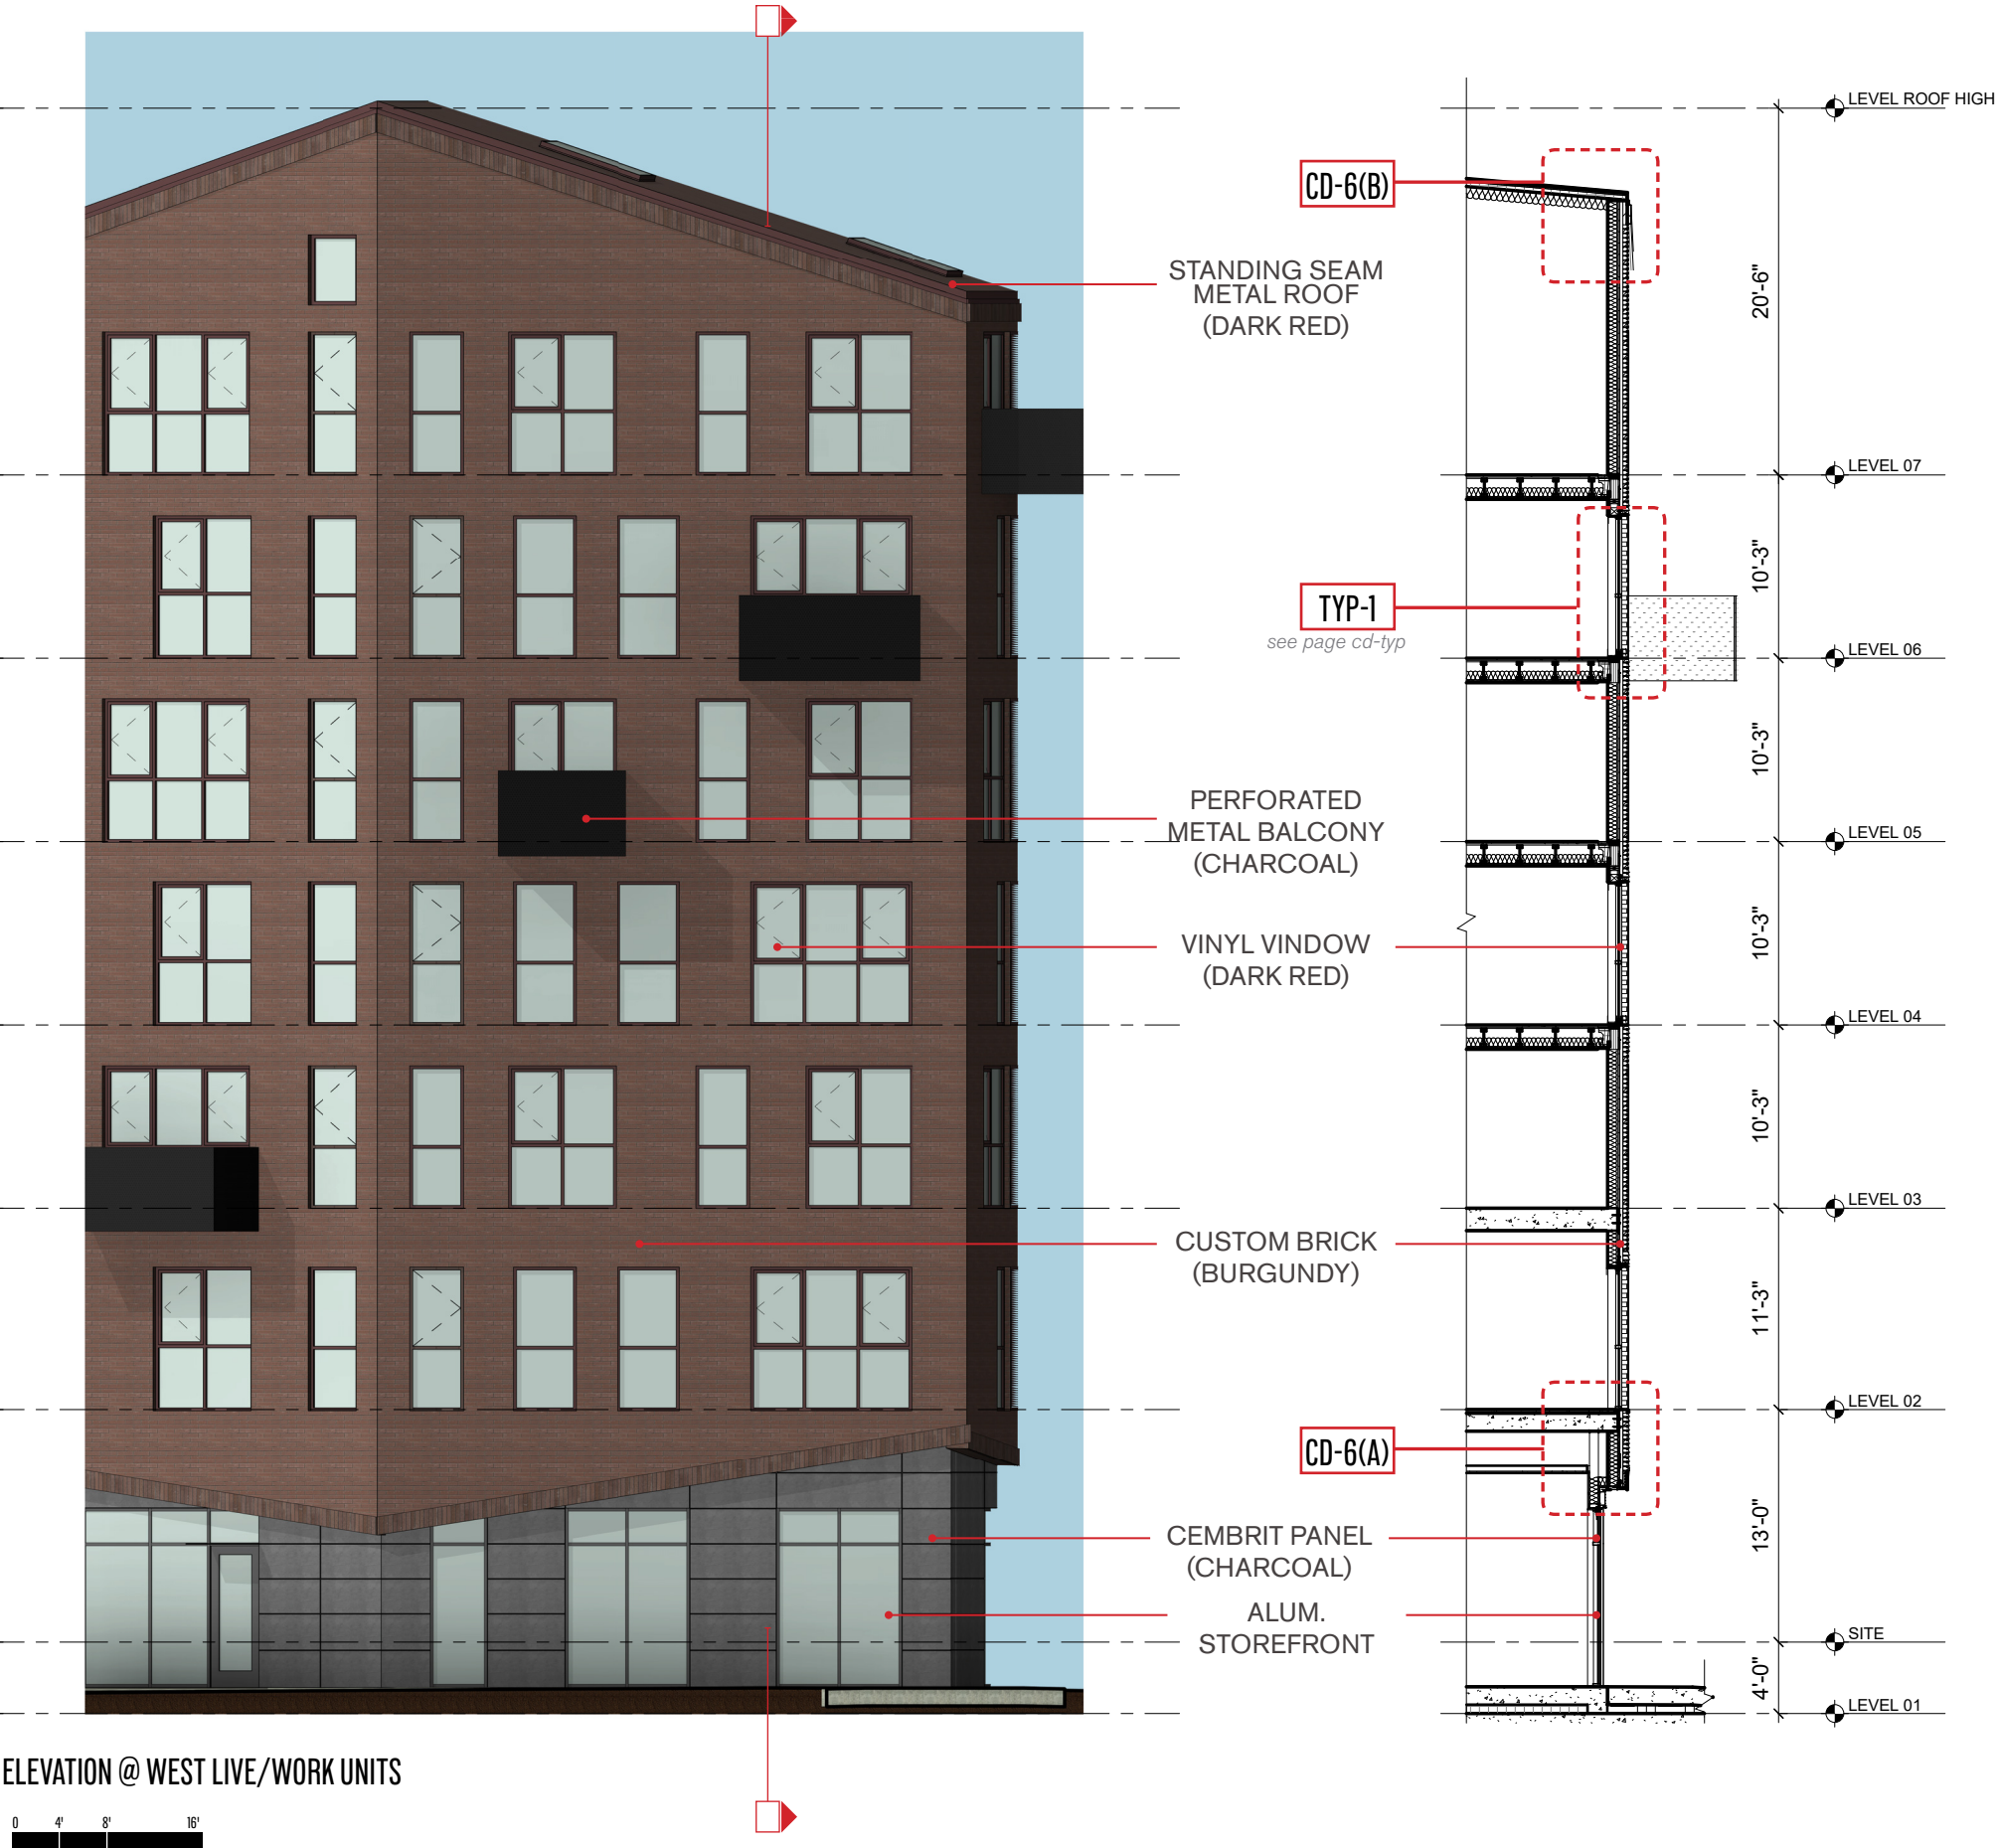 LEVEL ROOF HIGH
CD-6(B)
STANDING SEAM
METAL ROOF
(DARK RED)
20'-6"
LEVEL 07
10'-3"
TYP-1
see page cd-typ
LEVEL 06
10'-3"
PERFORATED
METAL BALCONY
(CHARCOAL)
LEVEL 05
10'-3"
VINYL VINDOW
(DARK RED)
LEVEL 04
10'-3"
LEVEL 03
CUSTOM BRICK
(BURGUNDY)
11'-3"
LEVEL 02
CD-6(A)
13'-0"
CEMBRIT PANEL
(CHARCOAL)
ALUM.
STOREFRONT
SITE
4'-0"
LEVEL 01
ELEVATION @ WEST LIVE/WORK UNITS
0 4' 8' 16'